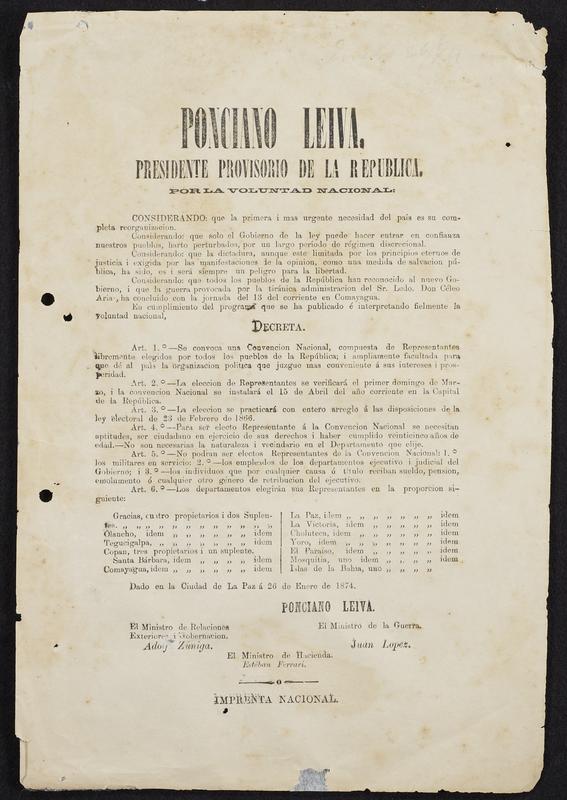 PONCIANO LEIVA.
PRESIDENTE PROVISORIO DE LA REPUBLICA.
POR LA VOLUNTAD NACIONAL:
CONSIDERANDO: que la primera i mas urgente necesidad del pais es su com-
pleta reorganizacion.
Considerando: que solo el Gobierno de la ley puede hacer entrar en confianza
nuestros pueblos, harto perturbados, por un largo período de régimen discrecional.
Considerando: que la dictadura, aunque este limitada por los principios eternos de
justicia i exigida por las manifestaciones de la opinion, como una medida de salvacion pú-
blica, ha sido, es i será siempre un peligro para la libertad.
Considerando: que todos los pueblos de la República han reconocido al nuevo Go-
bierno, i que la guerra provocada por la tiránica administracion del Sr. Ledo. Don Céleo
Arias, ha concluido con la jornada del 13 del corriente en Comayagua.
En cumplimiento del programa que se ha publicado é interpretando fielmente la
voluntad nacional,
DECRETA.
Art. 1.°—Se convoca una Convencion Nacional, compuesta de Representantes
libremente elegidos por todos los pueblos de la República; i ampliamente facultada para
que dé al pais la organizacion politica que juzgue mas conveniente á sus intereses i pros-
peridad.
Art. 2.°—La eleccion de Representantes se verificará el primer domingo de Mar-
zo, i la convencion Nacional se instalará el 15 de Abril del año corriente en la Capital
de la República.
Art. 3.°—La eleccion se practicará con entero arreglo á las disposiciones de la
ley electoral de 23 de Febrero de 1866.
Art. 4.°—Para ser electo Representante á la Convencion Nacional se necesitan
aptitudes, ser ciudadano en ejercicio de sus derechos i haber cumplido veinticinco años de
edad.—No son necesarias la naturaleza i vecindario en el Departamento que elije.
Art. 5.°—No podran ser electos Representantes de la Convencion Nacional: 1.°
los militares en servicio: 2.°—los empleados de los departamentos ejecutivo i judicial del
Gobierno; i 3.°—los individuos que por cualquier causa ó título reciban sueldo, pension,
emolumento ó cualquier otro género de retribucion del ejecutivo.
Art. 6.°—Los departamentos elegirán sus Representantes en la proporcion si-
guiente:
Gracias, cuatro propietarios i dos Suplen-
tes. „ „ „ „ „ „ „ „ „ „ „ „
Olancho, idem „ „ „ „ „ „ idem
Tegucigalpa, „ „ „ „ „ „ „ idem
Copan, tres propietarios i un suplente.
Santa Bárbara, idem „ „ „ „ idem
Comayagua, idem „ „ „ „ „ „ idem
La Paz, idem „ „ „ „ „ „ „ idem
La Victoria, idem „ „ „ „ „ idem
Choluteca, idem „ „ „ „ „ idem
Yoro, idem „ „ „ „ „ „ „ idem
El Paraiso, idem „ „ „ „ „ idem
Mosquitia, uno idem „ „ „ „ idem
Islas de la Bahia, uno „ „ „ „
Dado en la Ciudad de La Paz á 26 de Enero de 1874.
PONCIANO LEIVA.
El Ministro de Relaciones
Exteriores i Gobernacion.
Adolfo Zúniga.
El Ministro de la Guerra.
Juan Lopez.
El Ministro de Hacienda.
Estéban Ferrari.
IMPRENTA NACIONAL.